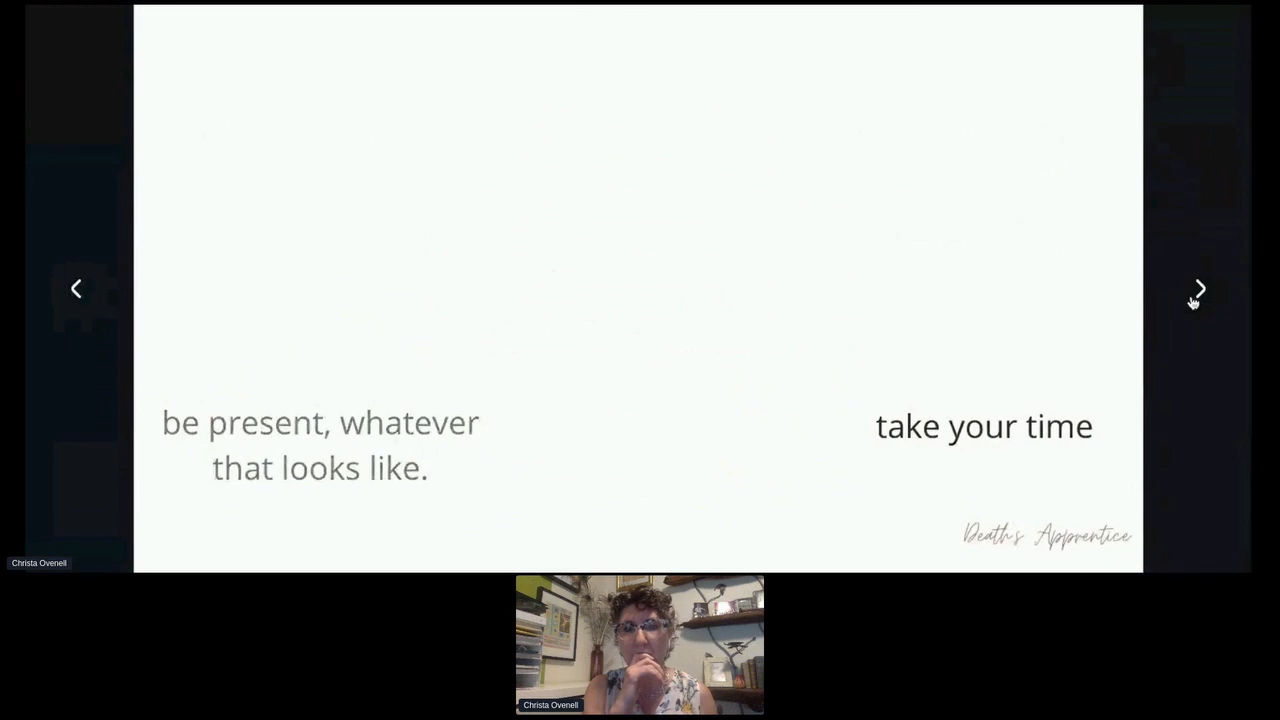 be present, whatever
that looks like.
take your time
Death's Apprentice
Christa Ovenell
Christa Ovenell